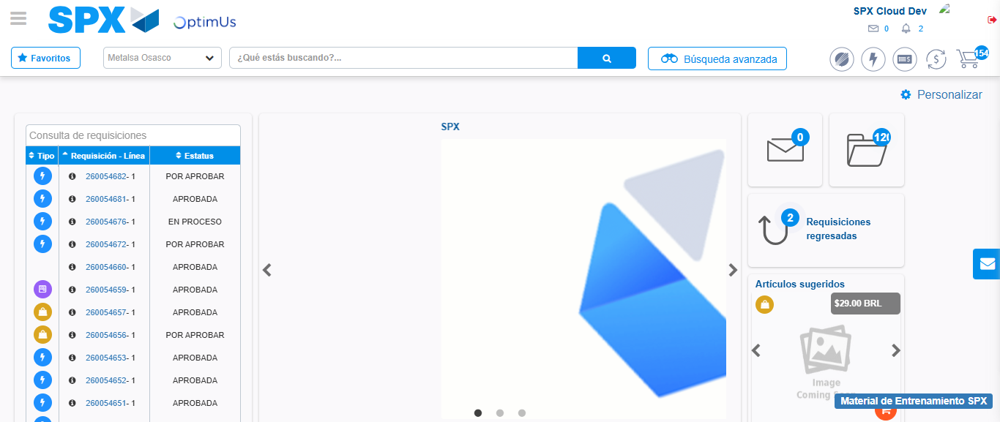 SPX OptimUs
SPX Cloud Dev
0 2
Favoritos
Metalsa Osasco
¿Qué estás buscando?...
Búsqueda avanzada
154
Personalizar
Consulta de requisiciones
Tipo Requisición - Línea Estatus
260054682- 1 POR APROBAR
260054681- 1 APROBADA
260054676- 1 EN PROCESO
260054672- 1 POR APROBAR
260054660- 1 APROBADA
260054659- 1 APROBADA
260054657- 1 APROBADA
260054656- 1 POR APROBAR
260054653- 1 APROBADA
260054652- 1 APROBADA
260054651- 1 APROBADA
SPX
0
120
2
Requisiciones
regresadas
Artículos sugeridos
$29.00 BRL
Image
Coming
Material de Entrenamiento SPX